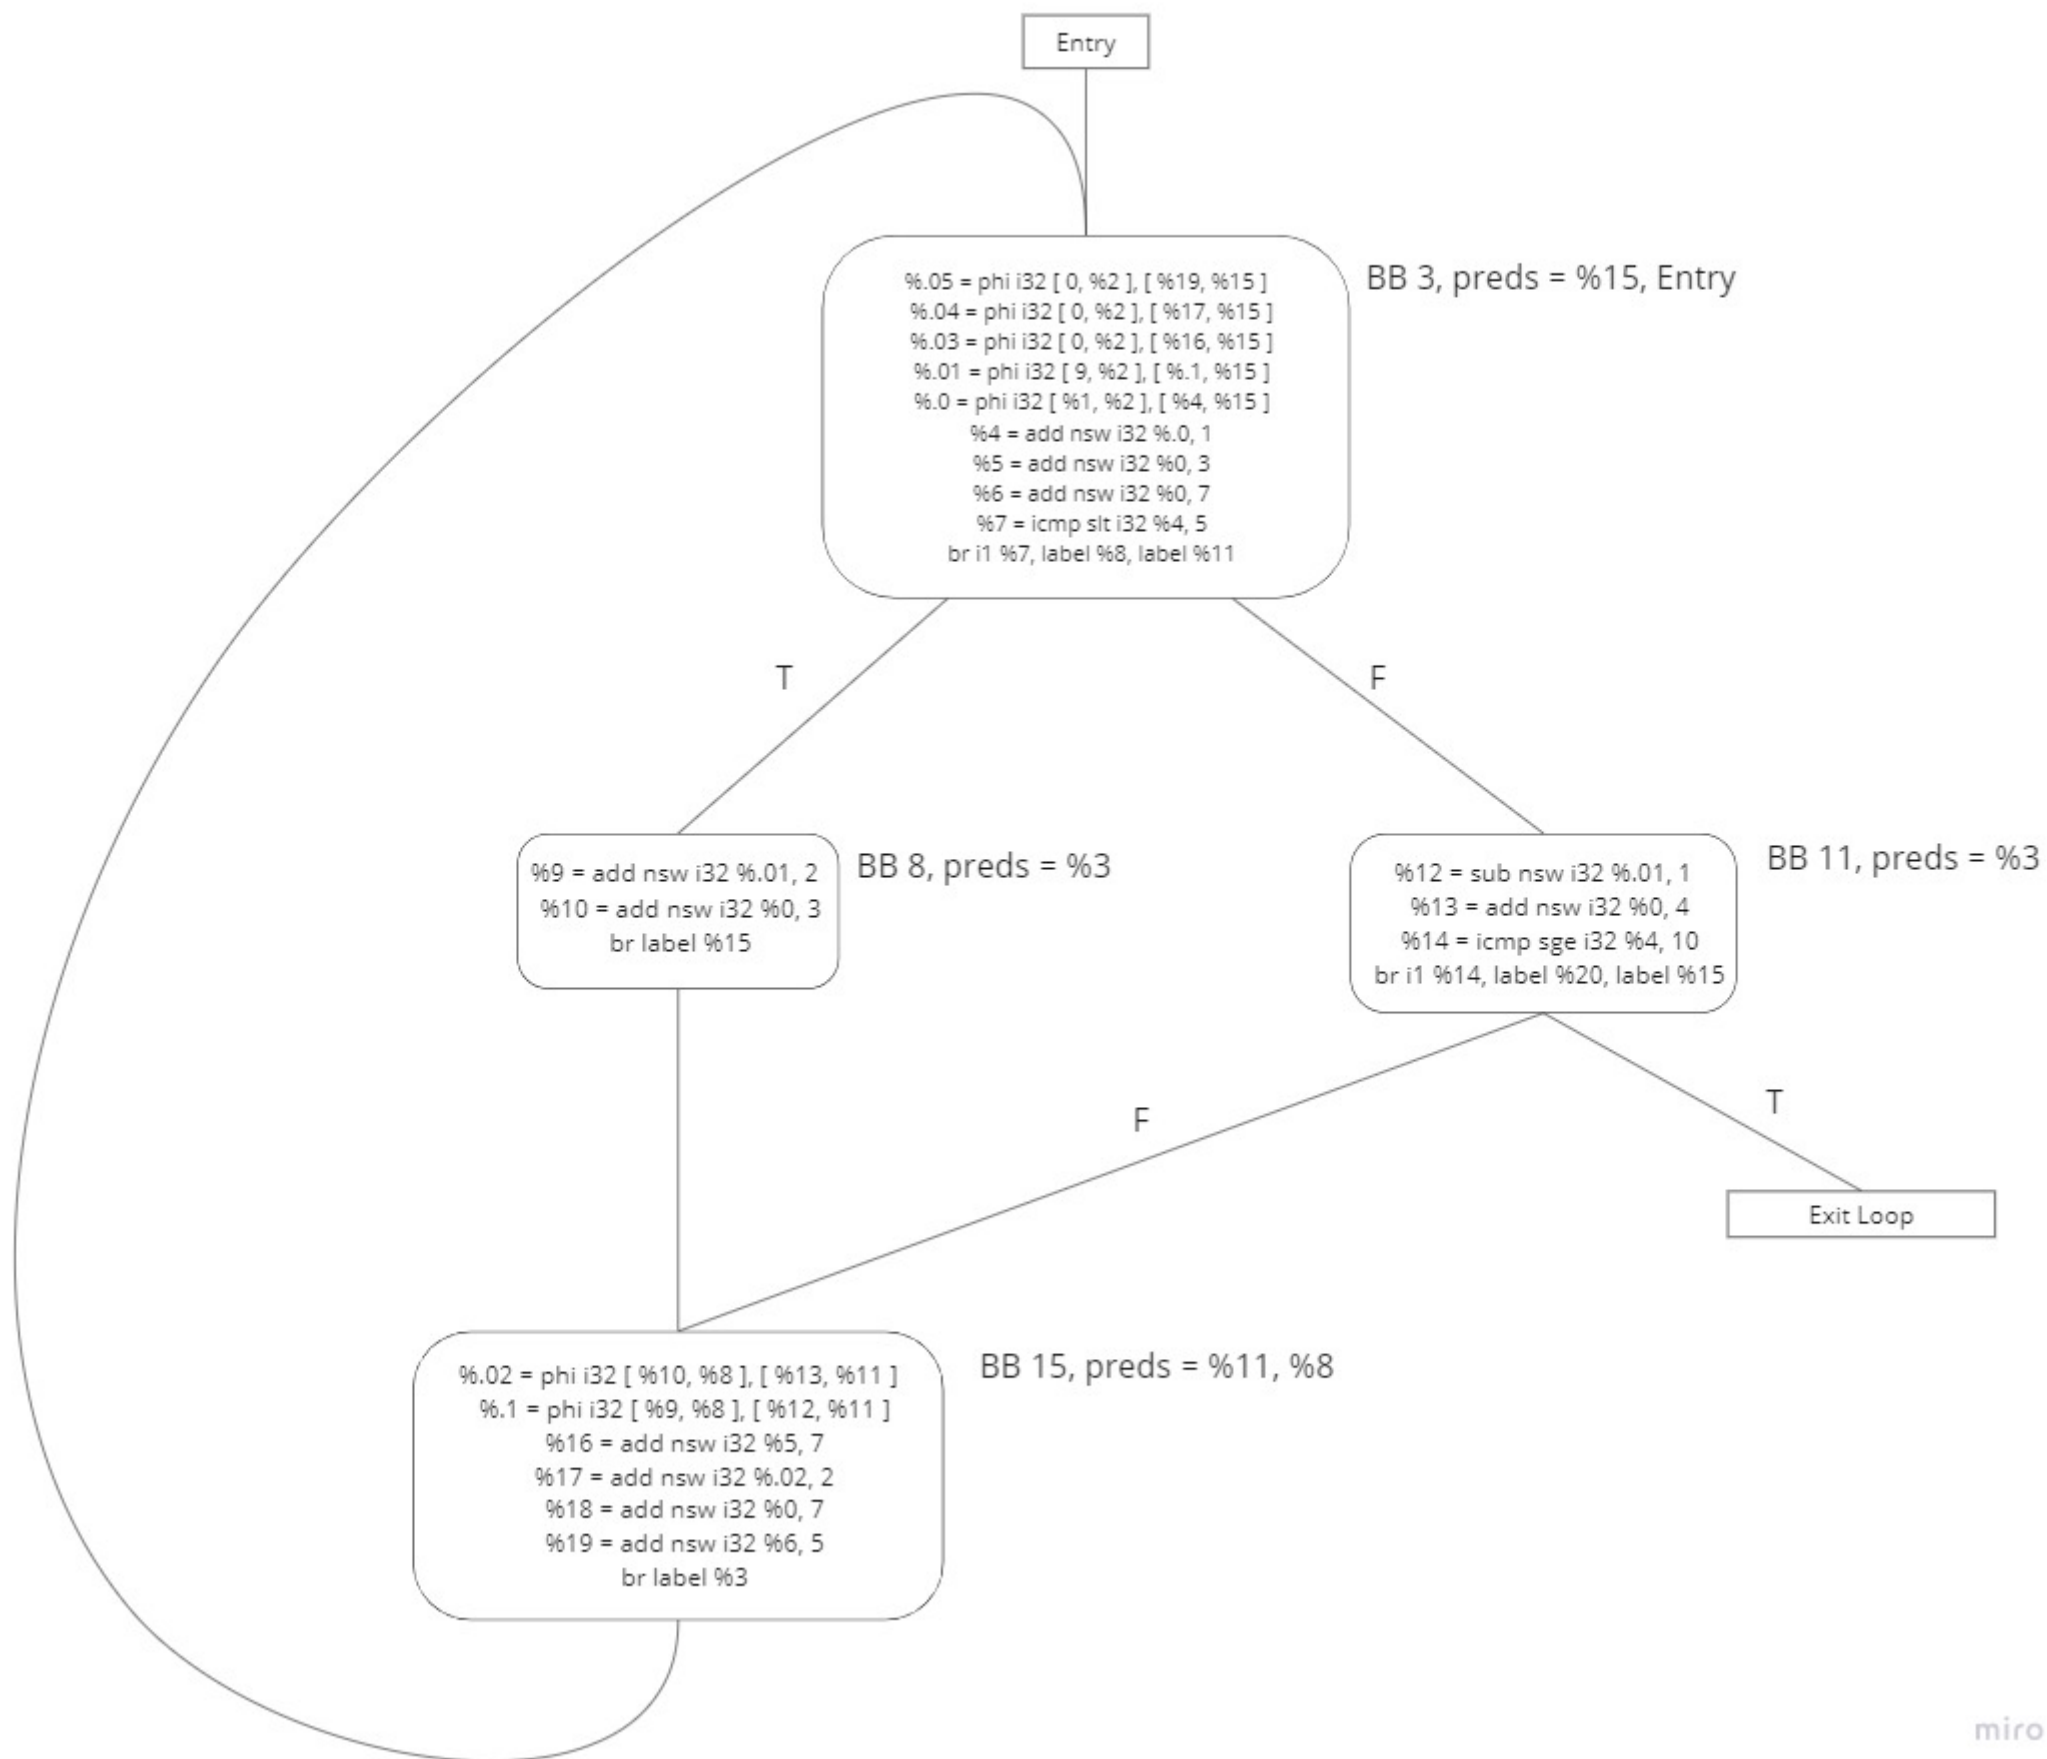 Entry
%.05 = phi i32 [ 0, %2 ], [ %19, %15 ]
%.04 = phi i32 [ 0, %2 ], [ %17, %15 ]
%.03 = phi i32 [ 0, %2 ], [ %16, %15 ]
%.01 = phi i32 [ 9, %2 ], [ %.1, %15 ]
%.0 = phi i32 [ %1, %2 ], [ %4, %15 ]
%4 = add nsw i32 %.0, 1
%5 = add nsw i32 %0, 3
%6 = add nsw i32 %0, 7
%7 = icmp slt i32 %4, 5
br i1 %7, label %8, label %11
BB 3, preds = %15, Entry
T
F
%9 = add nsw i32 %.01, 2
%10 = add nsw i32 %0, 3
br label %15
BB 8, preds = %3
%12 = sub nsw i32 %.01, 1
%13 = add nsw i32 %0, 4
%14 = icmp sge i32 %4, 10
br i1 %14, label %20, label %15
BB 11, preds = %3
F
T
Exit Loop
%.02 = phi i32 [ %10, %8 ], [ %13, %11 ]
%.1 = phi i32 [ %9, %8 ], [ %12, %11 ]
%16 = add nsw i32 %5, 7
%17 = add nsw i32 %.02, 2
%18 = add nsw i32 %0, 7
%19 = add nsw i32 %6, 5
br label %3
BB 15, preds = %11, %8
miro